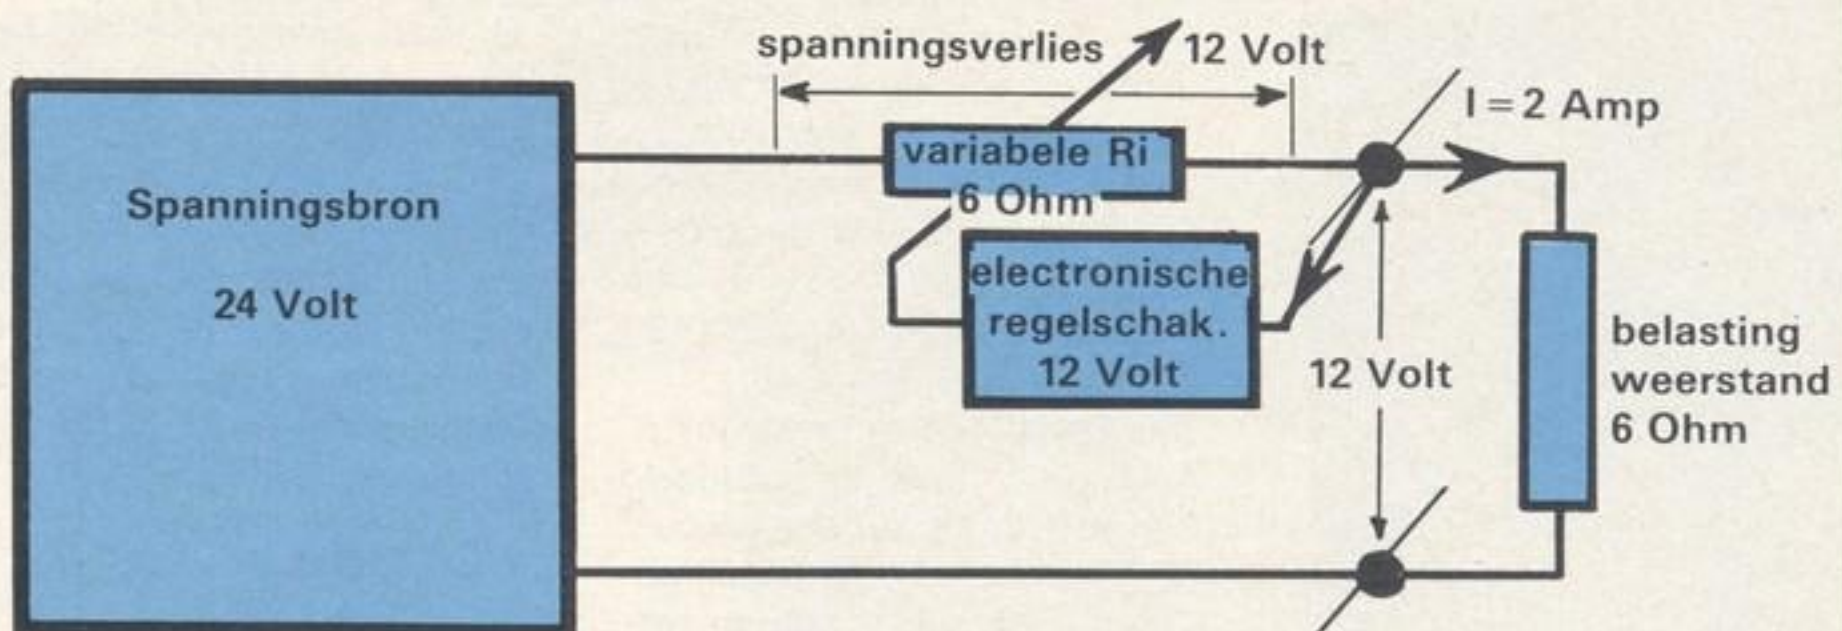 spanningsverlies 12 Volt
I = 2 Amp
Spanningsbron
24 Volt
variabele Ri
6 Ohm
electronische
regelschak.
12 Volt
12 Volt
belasting
weerstand
6 Ohm